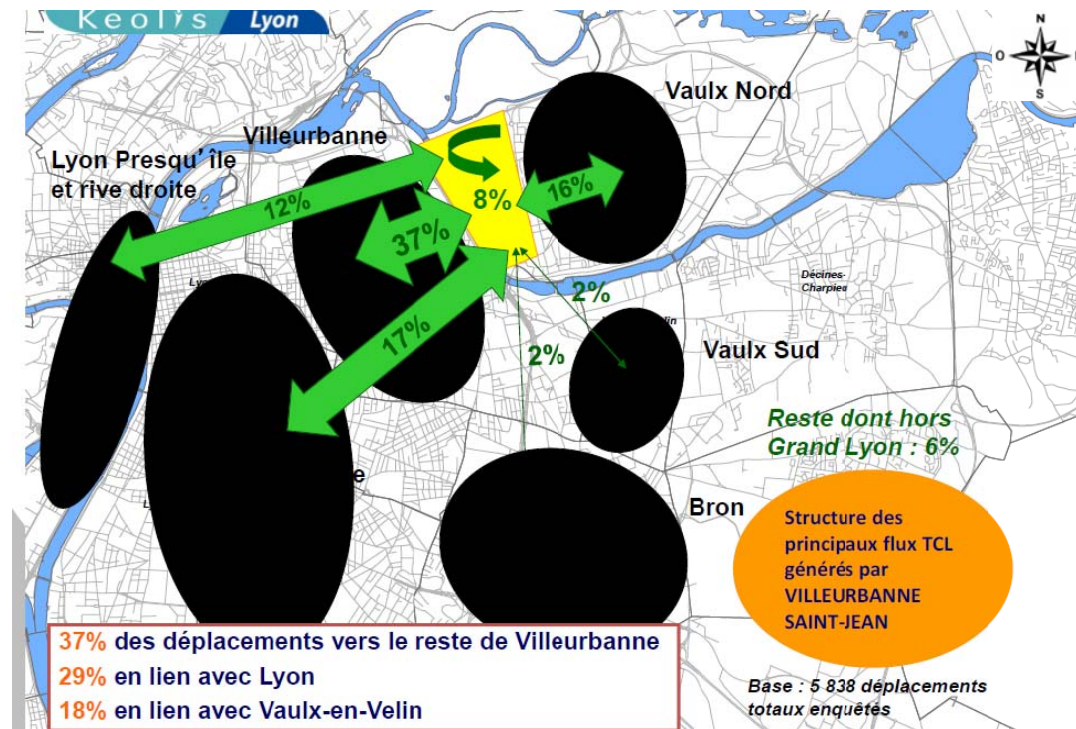 Keolis Lyon
N
O
S
Vaulx Nord
Villeurbanne
Lyon Presqu'île
et rive droite
12%
8%
16%
37%
Décines-
Charpieu
17%
2%
2%
Vaulx Sud
Reste dont hors
Grand Lyon : 6%
Bron
Structure des
principaux flux TCL
générés par
VILLEURBANNE
SAINT-JEAN
37% des déplacements vers le reste de Villeurbanne
29% en lien avec Lyon
18% en lien avec Vaulx-en-Velin
Base : 5 838 déplacements
totaux enquêtés